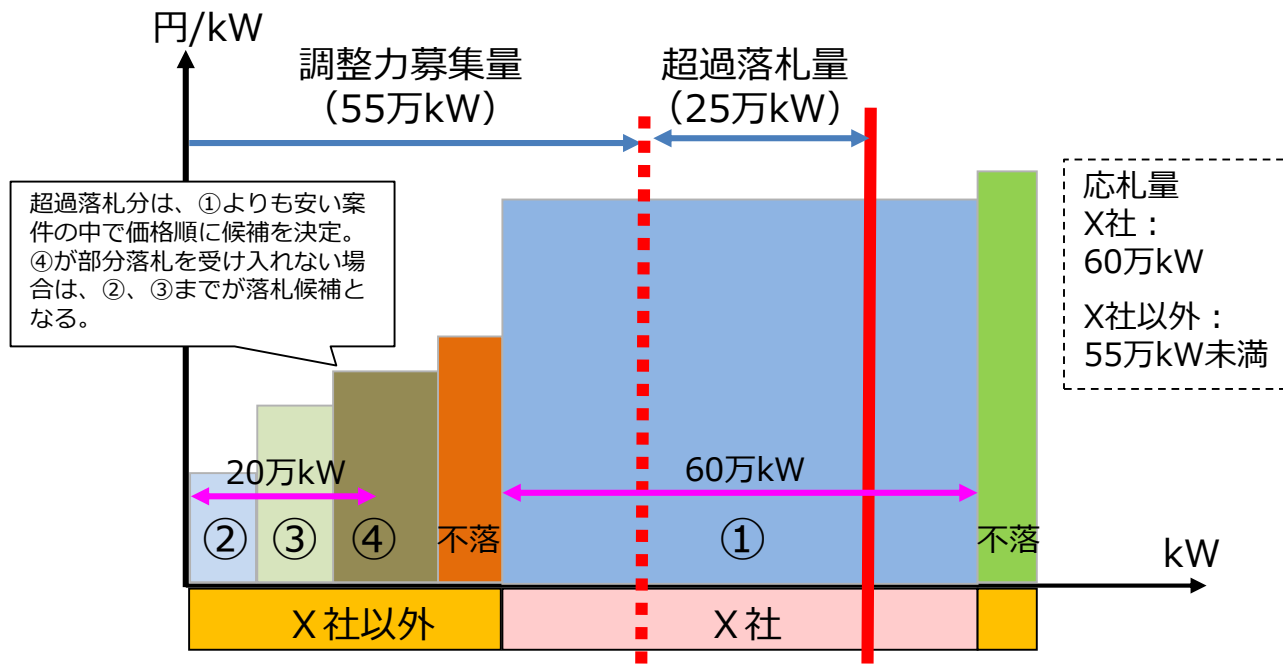 円/kW
調整力募集量
（55万kW）
超過落札量
（25万kW）
超過落札分は、①よりも安い案
件の中で価格順に候補を決定。
④が部分落札を受け入れない場
合は、②、③までが落札候補と
なる。
応札量
X社：
60万kW
X社以外：
55万kW未満
20万kW
60万kW
②
③
④
不落
①
不落
kW
Ｘ社以外
Ｘ社